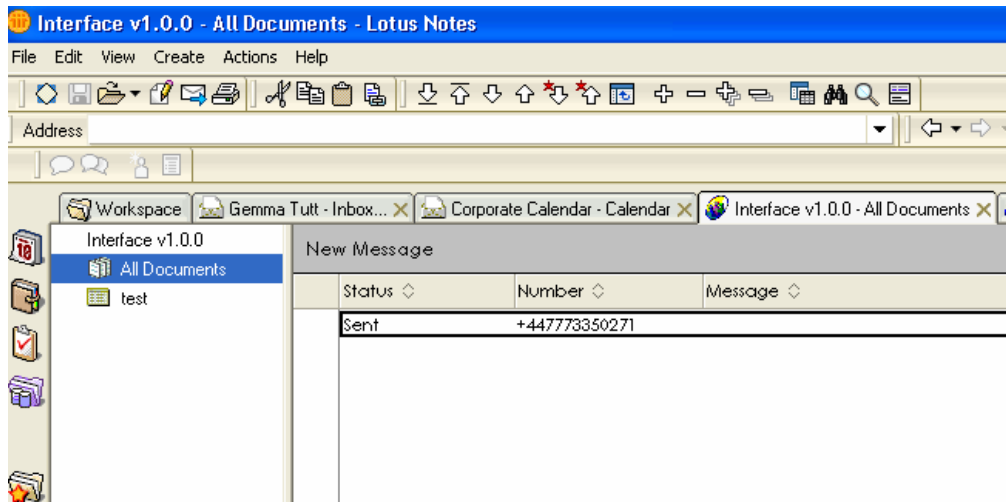 Interface v1.0.0 - All Documents - Lotus Notes
File Edit View Create Actions Help
Address
Workspace Gemma Tutt - Inbox... Corporate Calendar - Calendar Interface v1.0.0 - All Documents
10
Interface v1.0.0
All Documents
test
New Message
Status Number Message
Sent +447773350271